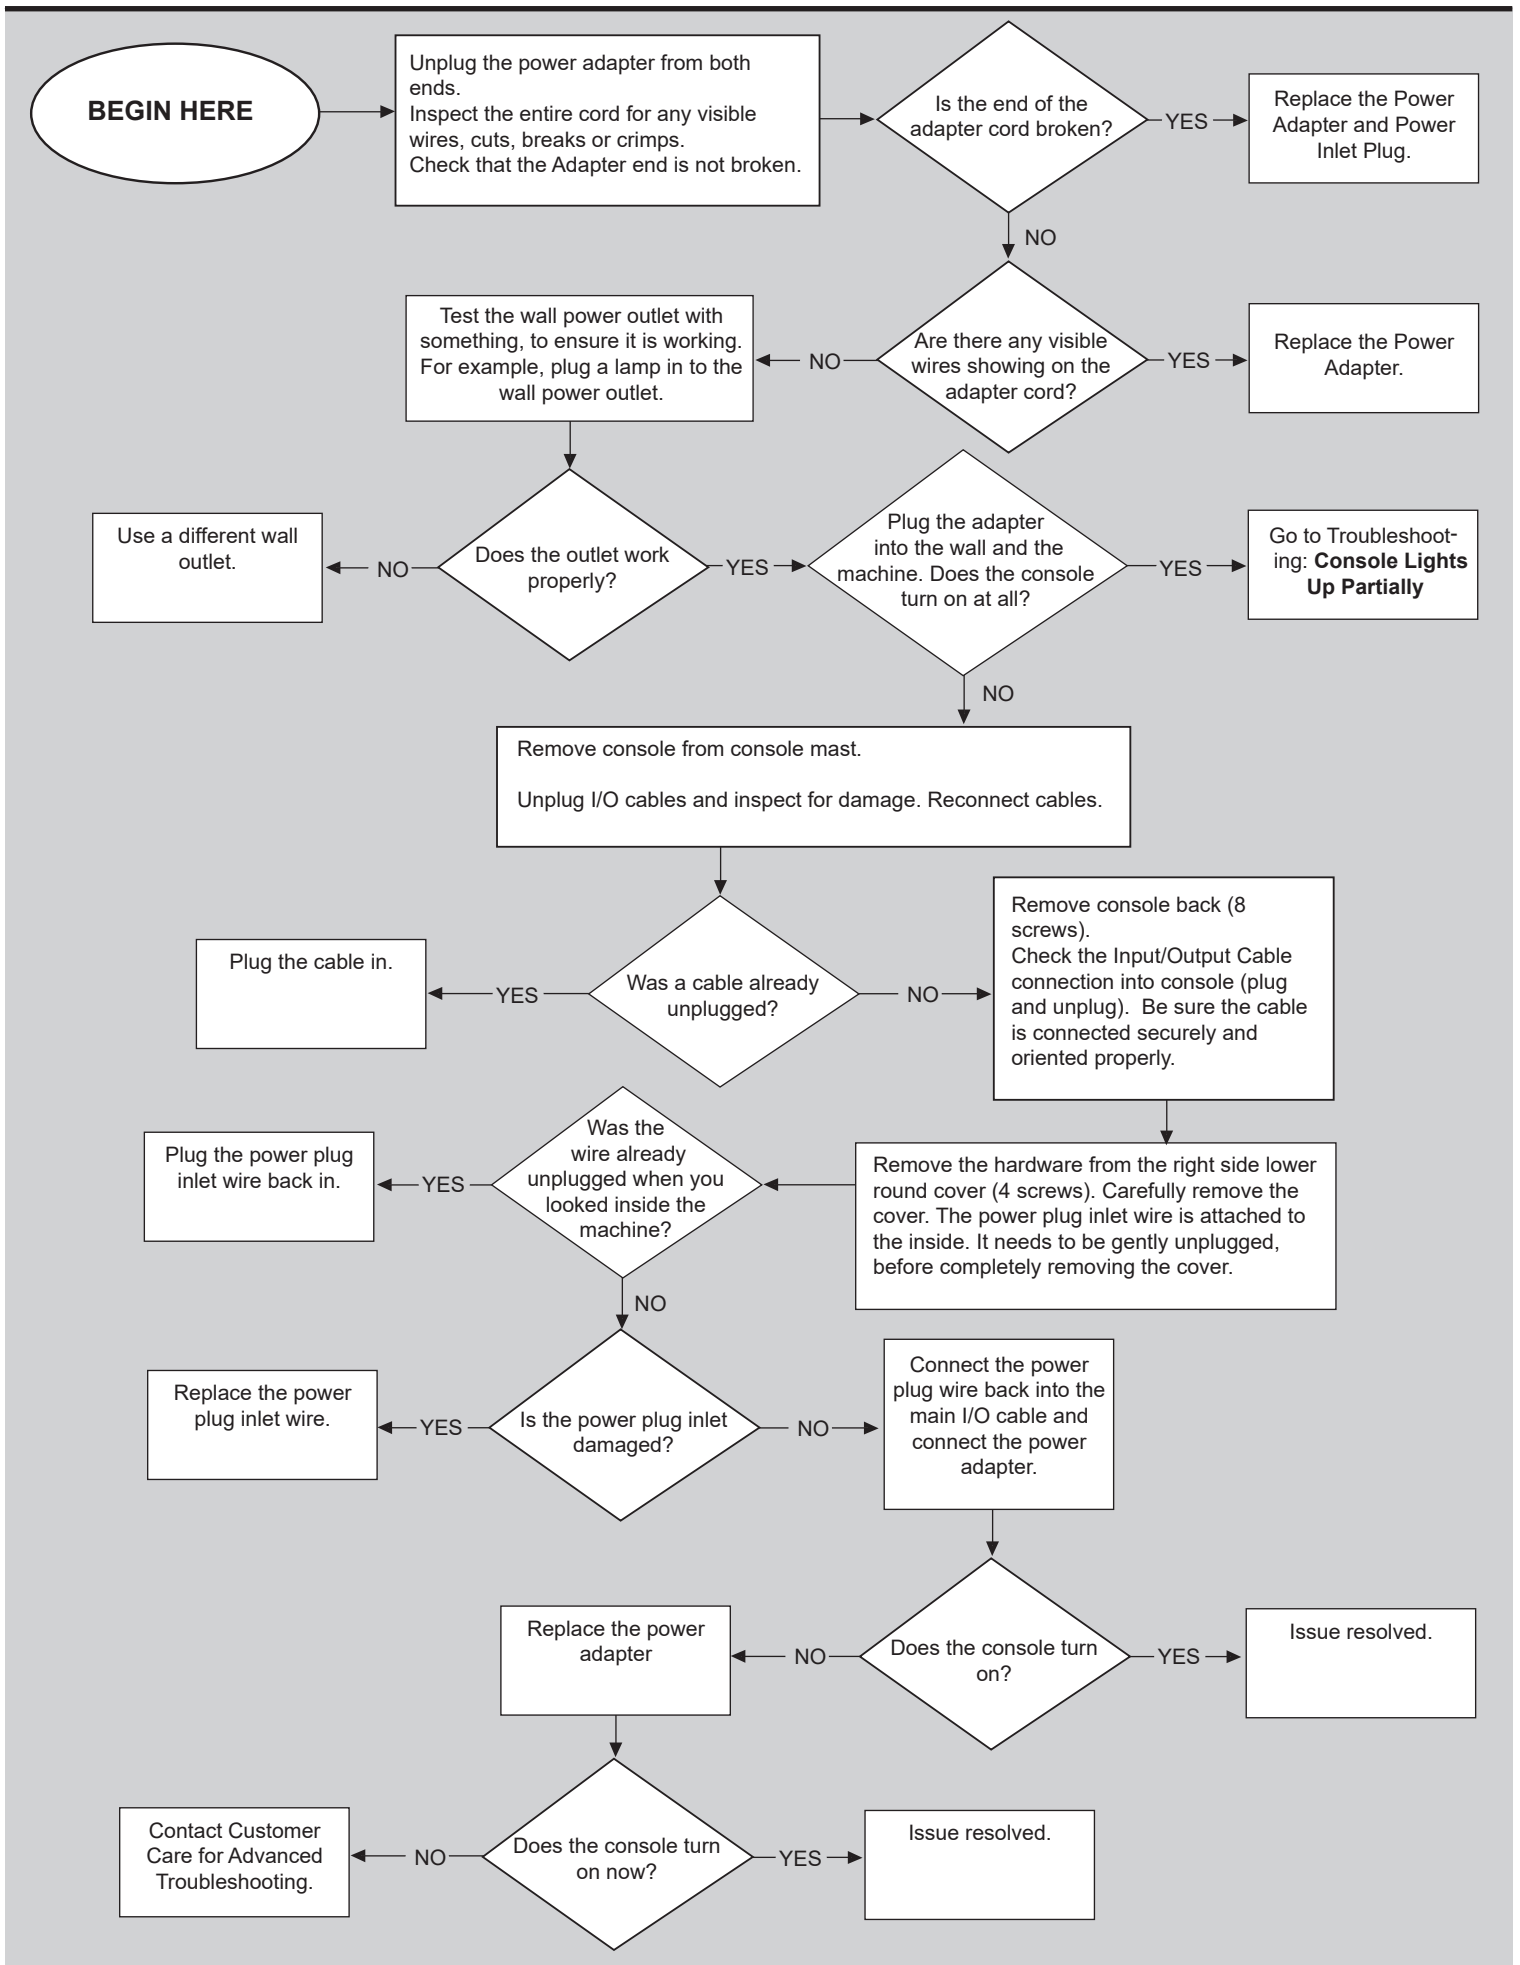 BEGIN HERE
Unplug the power adapter from both
ends.
Inspect the entire cord for any visible
wires, cuts, breaks or crimps.
Check that the Adapter end is not broken.
Is the end of the
adapter cord broken?
YES
Replace the Power
Adapter and Power
Inlet Plug.
NO
Are there any visible
wires showing on the
adapter cord?
YES
Replace the Power
Adapter.
NO
Test the wall power outlet with
something, to ensure it is working.
For example, plug a lamp in to the
wall power outlet.
Does the outlet work
properly?
NO
Use a different wall
outlet.
YES
Plug the adapter
into the wall and the
machine. Does the console
turn on at all?
YES
Go to Troubleshoot-
ing: Console Lights
Up Partially
NO
Remove console from console mast.
Unplug I/O cables and inspect for damage. Reconnect cables.
Was a cable already
unplugged?
YES
Plug the cable in.
NO
Remove console back (8
screws).
Check the Input/Output Cable
connection into console (plug
and unplug).  Be sure the cable
is connected securely and
oriented properly.
Remove the hardware from the right side lower
round cover (4 screws). Carefully remove the
cover. The power plug inlet wire is attached to
the inside. It needs to be gently unplugged,
before completely removing the cover.
Was the
wire already
unplugged when you
looked inside the
machine?
YES
Plug the power plug
inlet wire back in.
NO
Is the power plug inlet
damaged?
YES
Replace the power
plug inlet wire.
NO
Connect the power
plug wire back into the
main I/O cable and
connect the power
adapter.
Does the console turn
on?
YES
Issue resolved.
NO
Replace the power
adapter
Does the console turn
on now?
NO
Contact Customer
Care for Advanced
Troubleshooting.
YES
Issue resolved.